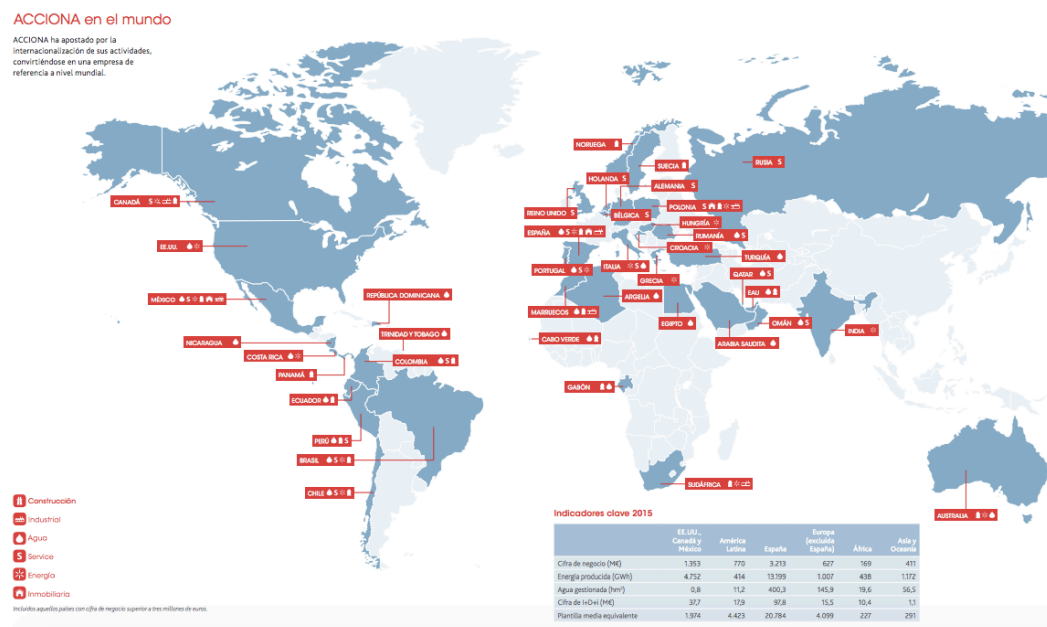 ACCIONA en el mundo
ACCIONA ha apostado por la
internacionalización de sus actividades,
convirtiéndose en una empresa de
referencia a nivel mundial.
NORUEGA
SUECIA
RUSIA S
HOLANDA S
ALEMANIA S
CANADÁ S
POLONIA S
REINO UNIDO S
BÉLGICA S
HUNGRÍA
ESPAÑA S
RUMANÍA S
EE.UU.
CROACIA
TURQUÍA
PORTUGAL S
ITALIA S
QATAR S
GRECIA
EAU
MÉXICO S
REPÚBLICA DOMINICANA
ARGELIA
MARRUECOS
EGIPTO
OMÁN S
INDIA
TRINIDAD Y TOBAGO
NICARAGUA
CABO VERDE
ARABIA SAUDITA
COSTA RICA
COLOMBIA S
PANAMÁ
GABÓN
ECUADOR
PERÚ S
BRASIL S
SUDÁFRICA
CHILE S
AUSTRALIA
Construcción
Industrial
Agua
S Service
Energía
Inmobiliaria
Incluidos aquellos países con cifra de negocio superior a tres millones de euros.
Indicadores clave 2015
EE.UU., Canadá y México América Latina España Europa (excluida España) África Asia y Oceanía
Cifra de negocio (M€) 1.353 770 3.213 627 169 411
Energía producida (GWh) 4.752 414 13.199 1.007 438 1.172
Agua gestionada (hm³) 0,8 11,2 400,3 145,9 19,6 56,5
Cifra de I+D+i (M€) 37,7 17,9 97,8 15,5 10,4 1,1
Plantilla media equivalente 1.974 4.423 20.784 4.099 227 291